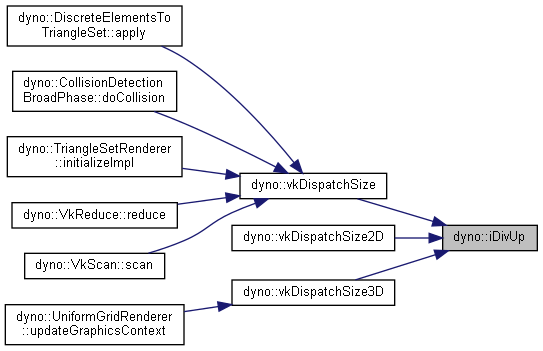 dyno::DiscreteElementsTo
TriangleSet::apply
dyno::CollisionDetection
BroadPhase::doCollision
dyno::TriangleSetRenderer
::initializeImpl
dyno::vkDispatchSize
dyno::VkReduce::reduce
dyno::iDivUp
dyno::vkDispatchSize2D
dyno::VkScan::scan
dyno::vkDispatchSize3D
dyno::UniformGridRenderer
::updateGraphicsContext